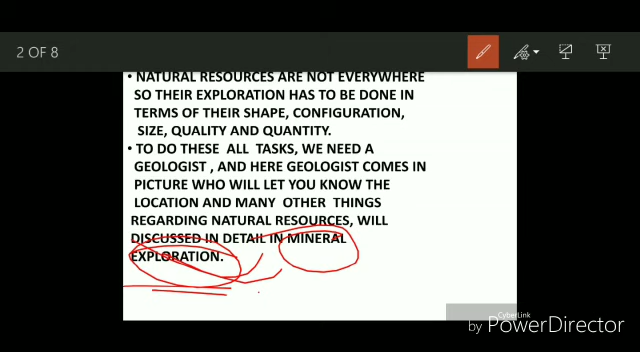 2 OF 8
• NATURAL RESOURCES ARE NOT EVERYWHERE
SO THEIR EXPLORATION HAS TO BE DONE IN
TERMS OF THEIR SHAPE, CONFIGURATION,
SIZE, QUALITY AND QUANTITY.
• TO DO THESE ALL TASKS, WE NEED A
GEOLOGIST , AND HERE GEOLOGIST COMES IN
PICTURE WHO WILL LET YOU KNOW THE
LOCATION AND MANY OTHER THINGS
REGARDING NATURAL RESOURCES, WILL
DISCUSSED IN DETAIL IN MINERAL
EXPLORATION.
CyberLink
by PowerDirector